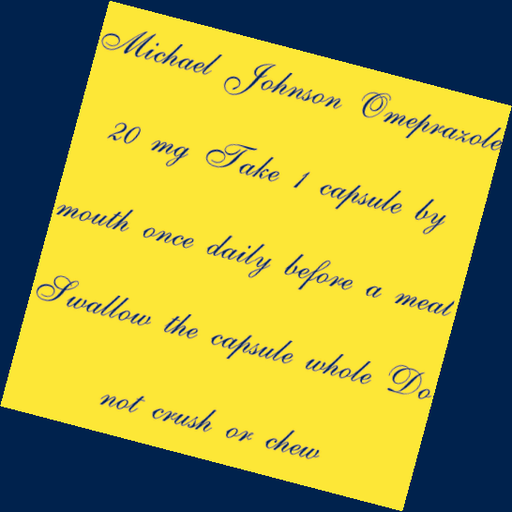 Michael Johnson Omeprazole
20 mg Take 1 capsule by
mouth once daily before a meal
Swallow the capsule whole Do
not crush or chew